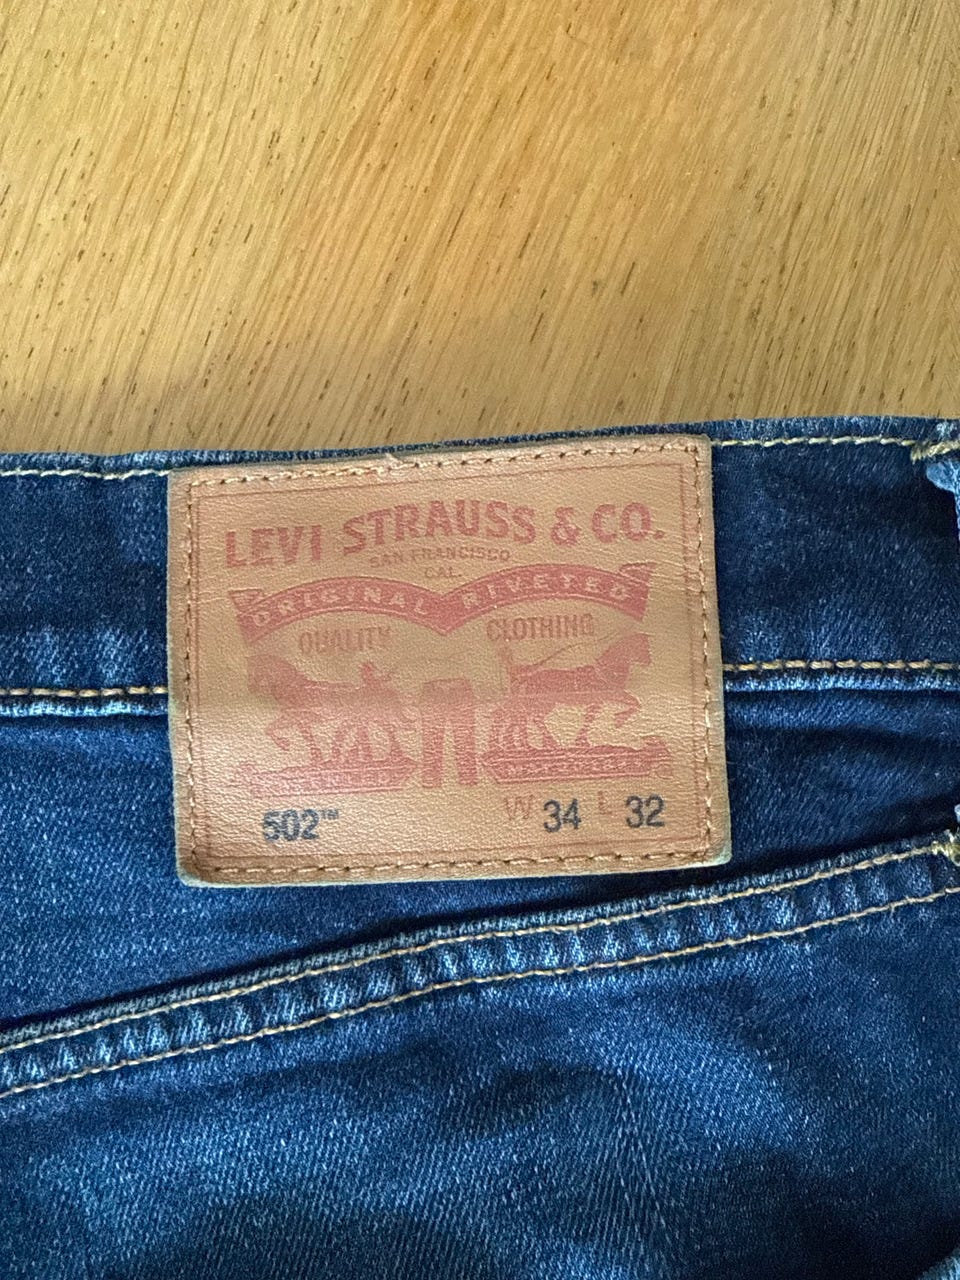 LEVI STRAUSS & CO.
SAN FRANCISCO
CAL.
ORIGINAL RIVETED
QUALITY CLOTHING
502™ W 34 L 32